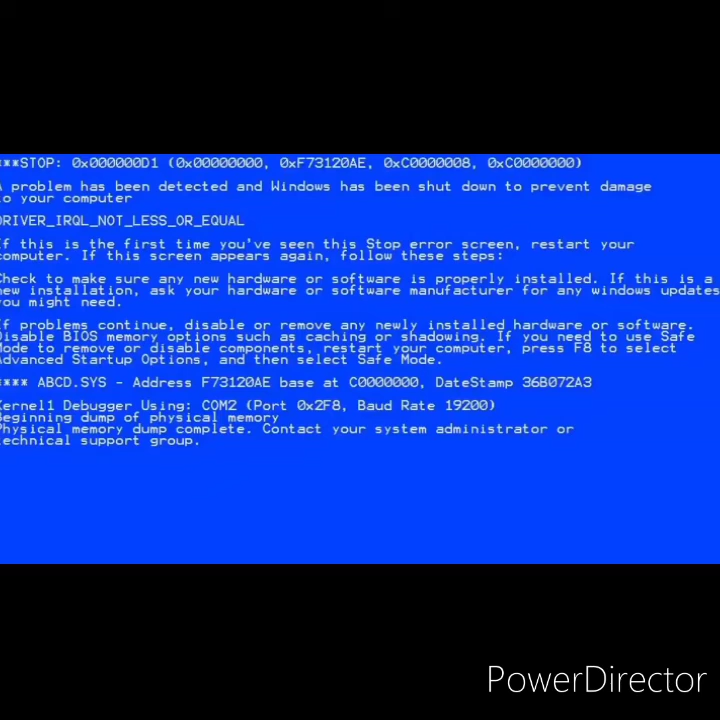 **STOP: 0x000000D1 (0x00000000, 0xF73120AE, 0xC0000008, 0xC0000000)
A problem has been detected and Windows has been shut down to prevent damage
to your computer
DRIVER_IRQL_NOT_LESS_OR_EQUAL
If this is the first time you've seen this Stop error screen, restart your
computer. If this screen appears again, follow these steps:
Check to make sure any new hardware or software is properly installed. If this is a
new installation, ask your hardware or software manufacturer for any windows updates
you might need.
If problems continue, disable or remove any newly installed hardware or software.
Disable BIOS memory options such as caching or shadowing. If you need to use Safe
Mode to remove or disable components, restart your computer, press F8 to select
Advanced Startup Options, and then select Safe Mode.
**** ABCD.SYS - Address F73120AE base at C0000000, DateStamp 36B072A3
Kernel1 Debugger Using: COM2 (Port 0x2F8, Baud Rate 19200)
Beginning dump of physical memory
Physical memory dump complete. Contact your system administrator or
technical support group.
PowerDirector